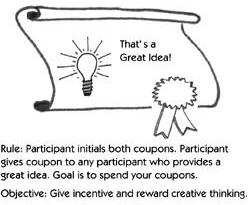 That's a
Great Idea!
Rule: Participant initials both coupons. Participant
gives coupon to any participant who provides a
great idea. Goal is to spend your coupons.
Objective: Give incentive and reward creative thinking.